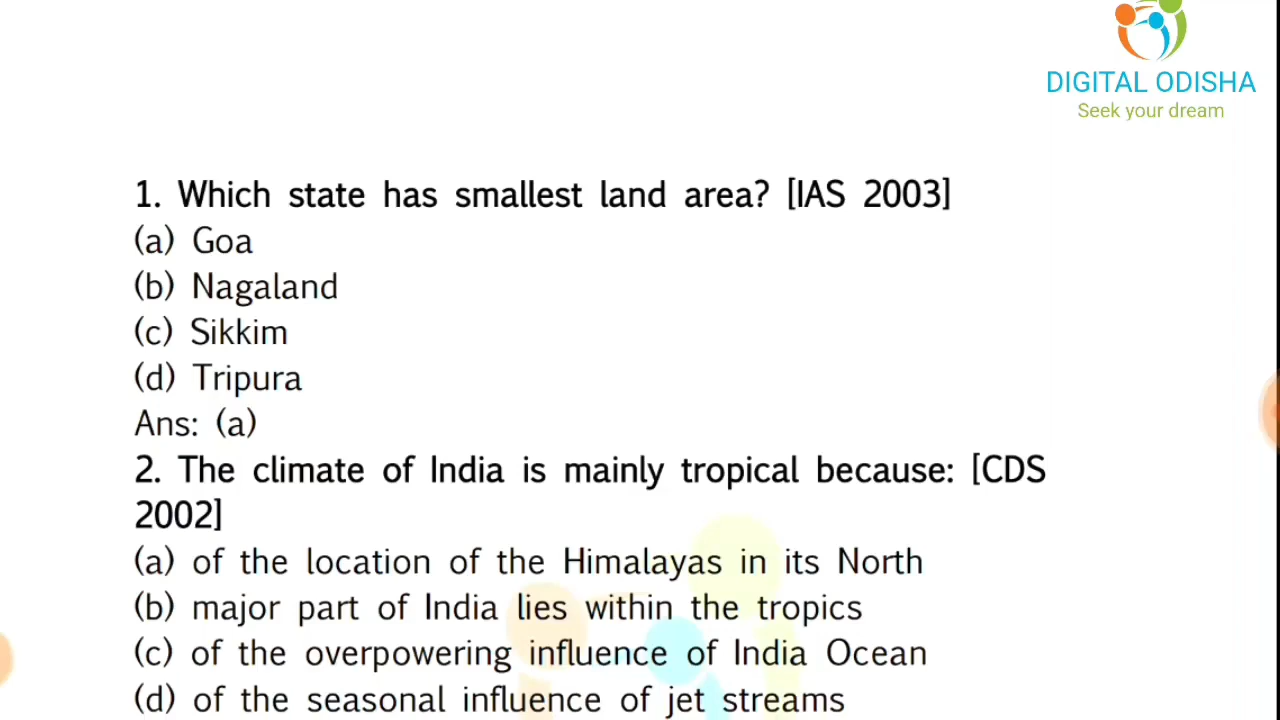 DIGITAL ODISHA
Seek your dream
1. Which state has smallest land area? [IAS 2003]
(a) Goa
(b) Nagaland
(c) Sikkim
(d) Tripura
Ans: (a)
2. The climate of India is mainly tropical because: [CDS
2002]
(a) of the location of the Himalayas in its North
(b) major part of India lies within the tropics
(c) of the overpowering influence of India Ocean
(d) of the seasonal influence of jet streams